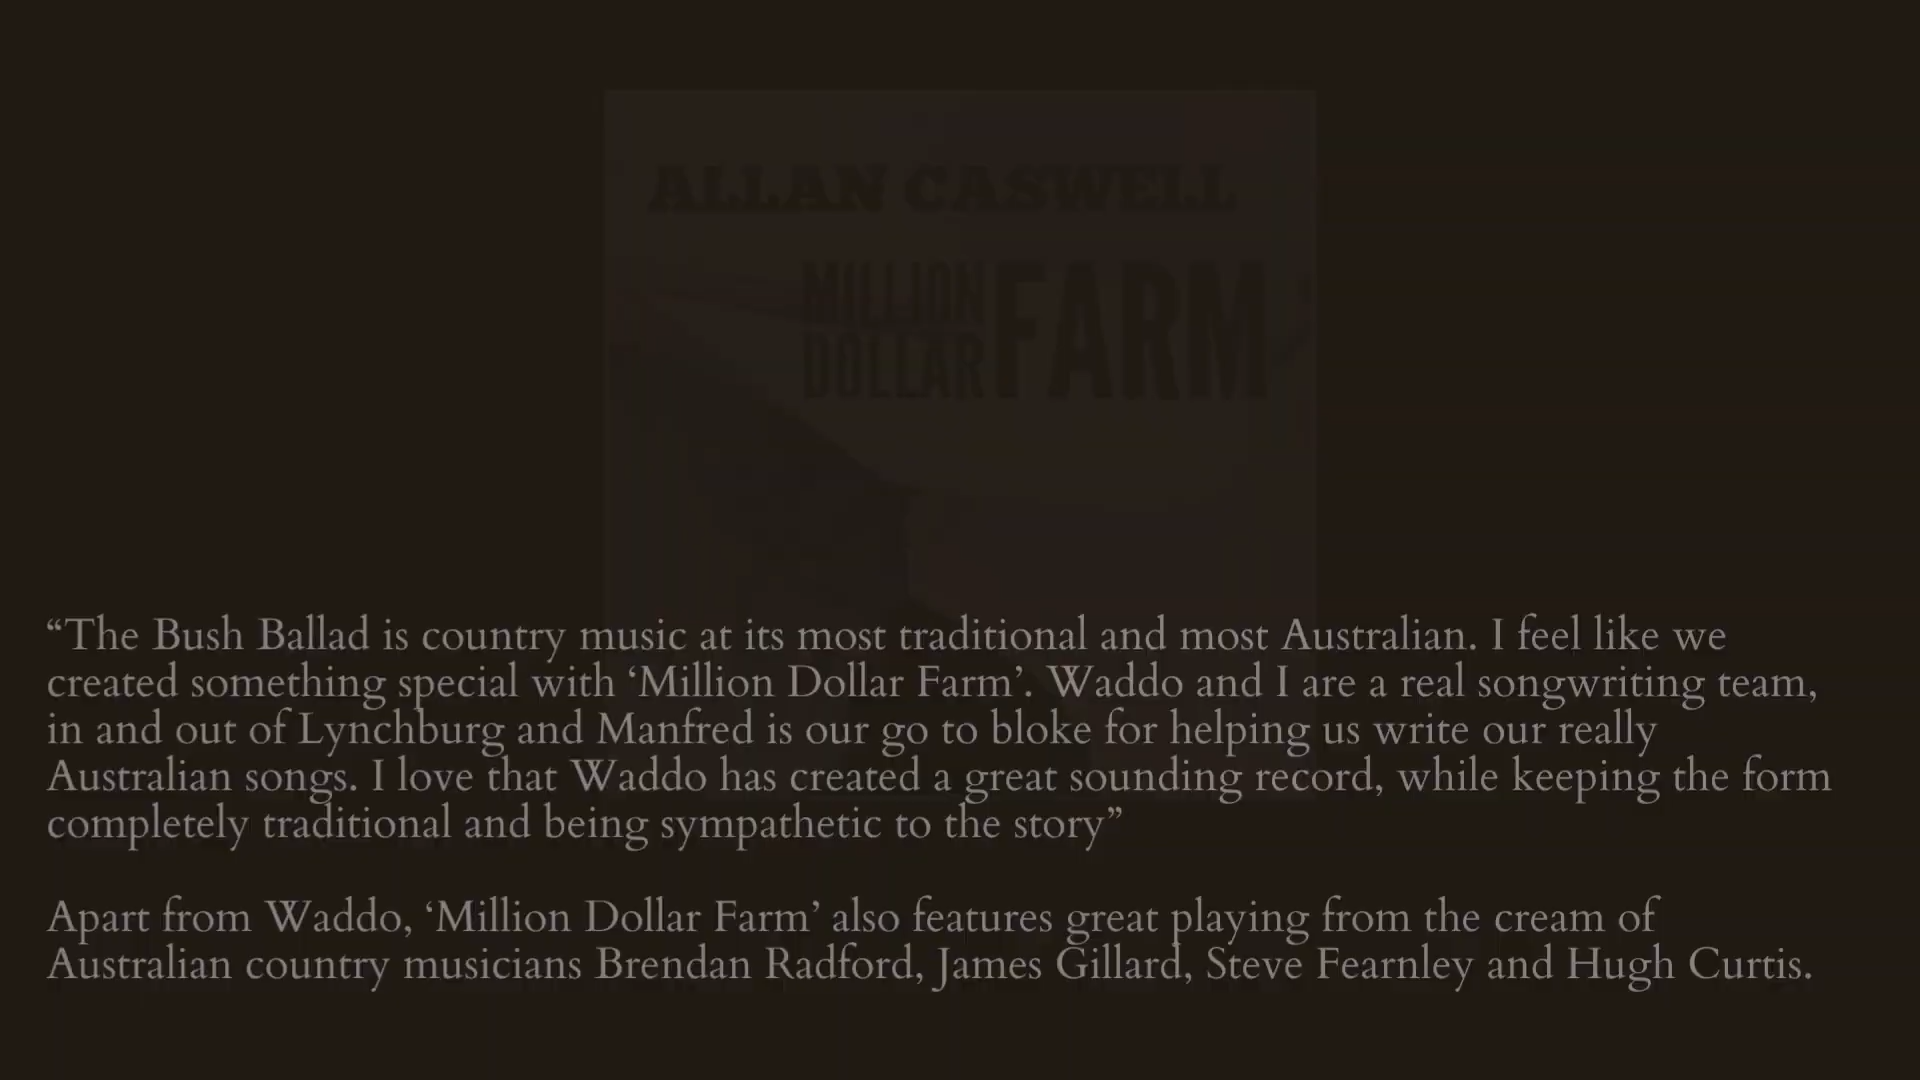 ALLAN CASWELL
MILLION
DOLLAR FARM
“The Bush Ballad is country music at its most traditional and most Australian. I feel like we
created something special with ‘Million Dollar Farm’. Waddo and I are a real songwriting team,
in and out of Lynchburg and Manfred is our go to bloke for helping us write our really
Australian songs. I love that Waddo has created a great sounding record, while keeping the form
completely traditional and being sympathetic to the story”
Apart from Waddo, ‘Million Dollar Farm’ also features great playing from the cream of
Australian country musicians Brendan Radford, James Gillard, Steve Fearnley and Hugh Curtis.